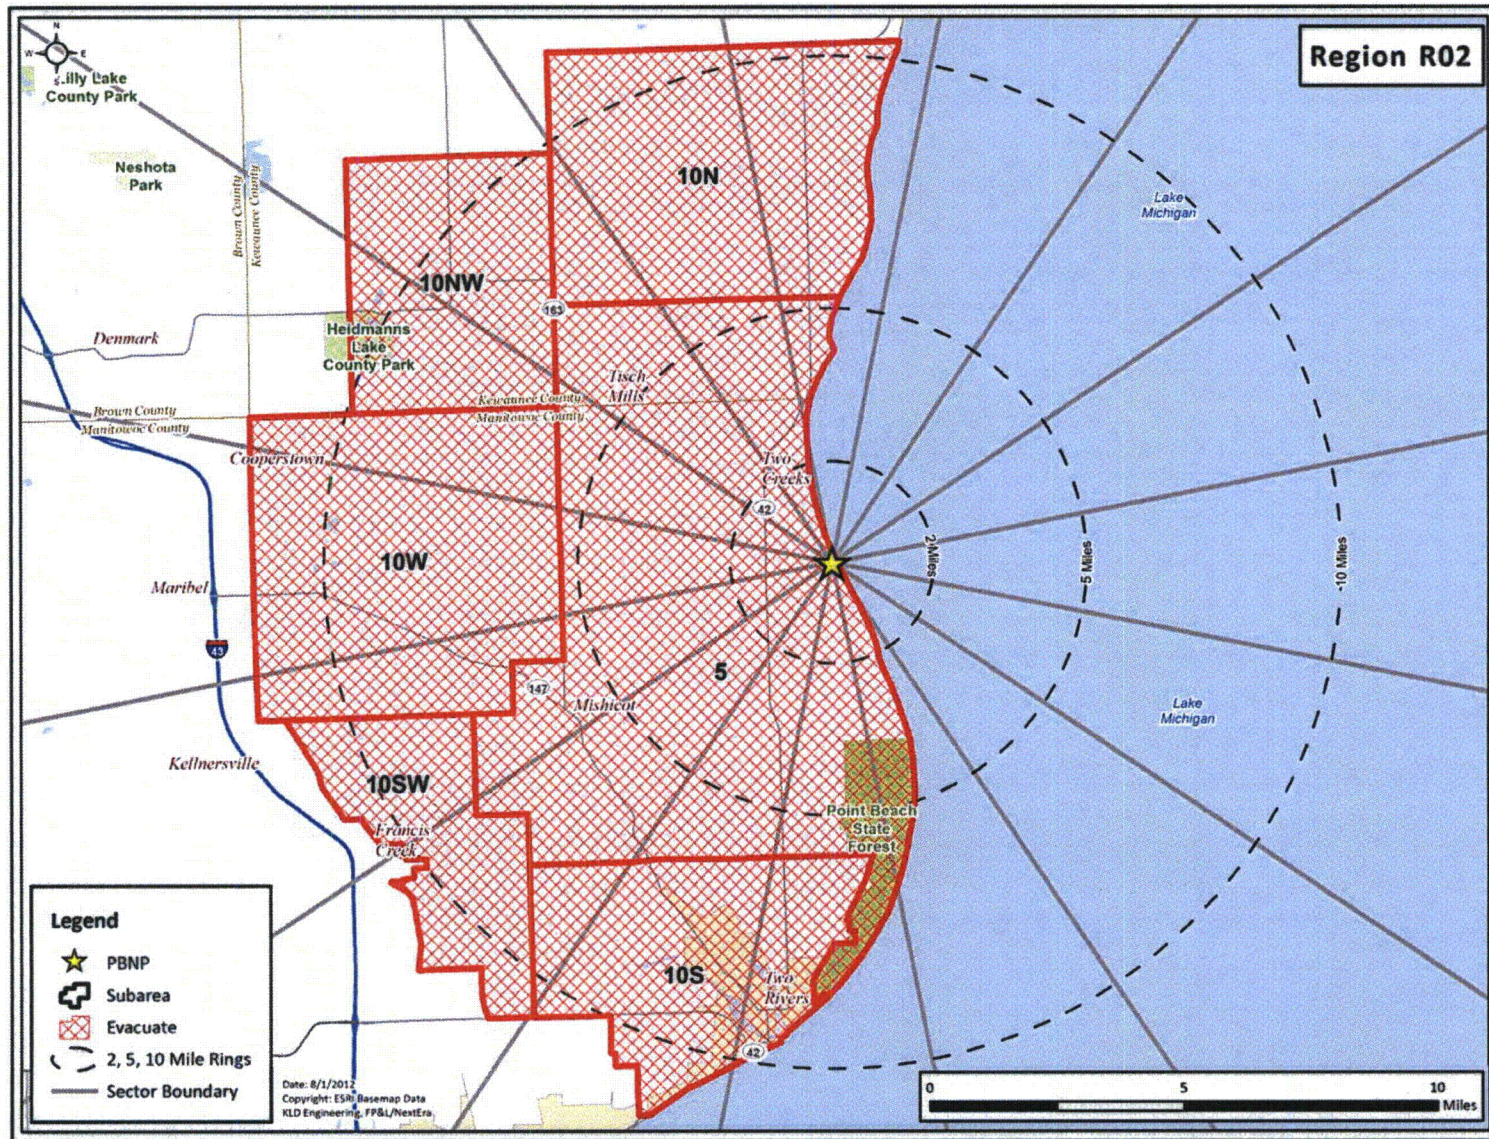 Region R02
N
W
E
S
Lilly Lake
County Park
Neshota
Park
Brown County
Kewaunee County
10N
Lake
Michigan
10NW
163
Heidmanns
Lake
County Park
Denmark
Tisch
Mills
Kewaunee County
Manitowoc County
Brown County
Manitowoc County
Cooperstown
Two
Creeks
42
10W
2 Miles
5 Miles
10 Miles
Maribel
43
5
147
Mishicot
Lake
Michigan
Kellnersville
10SW
Point Beach
State
Forest
Francis
Creek
10S
Two
Rivers
42
Legend
PBNP
Subarea
Evacuate
2, 5, 10 Mile Rings
Sector Boundary
Date: 8/1/2012
Copyright: ESRI Basemap Data
KLD Engineering, FP&L/NextEra
0 5 10
Miles